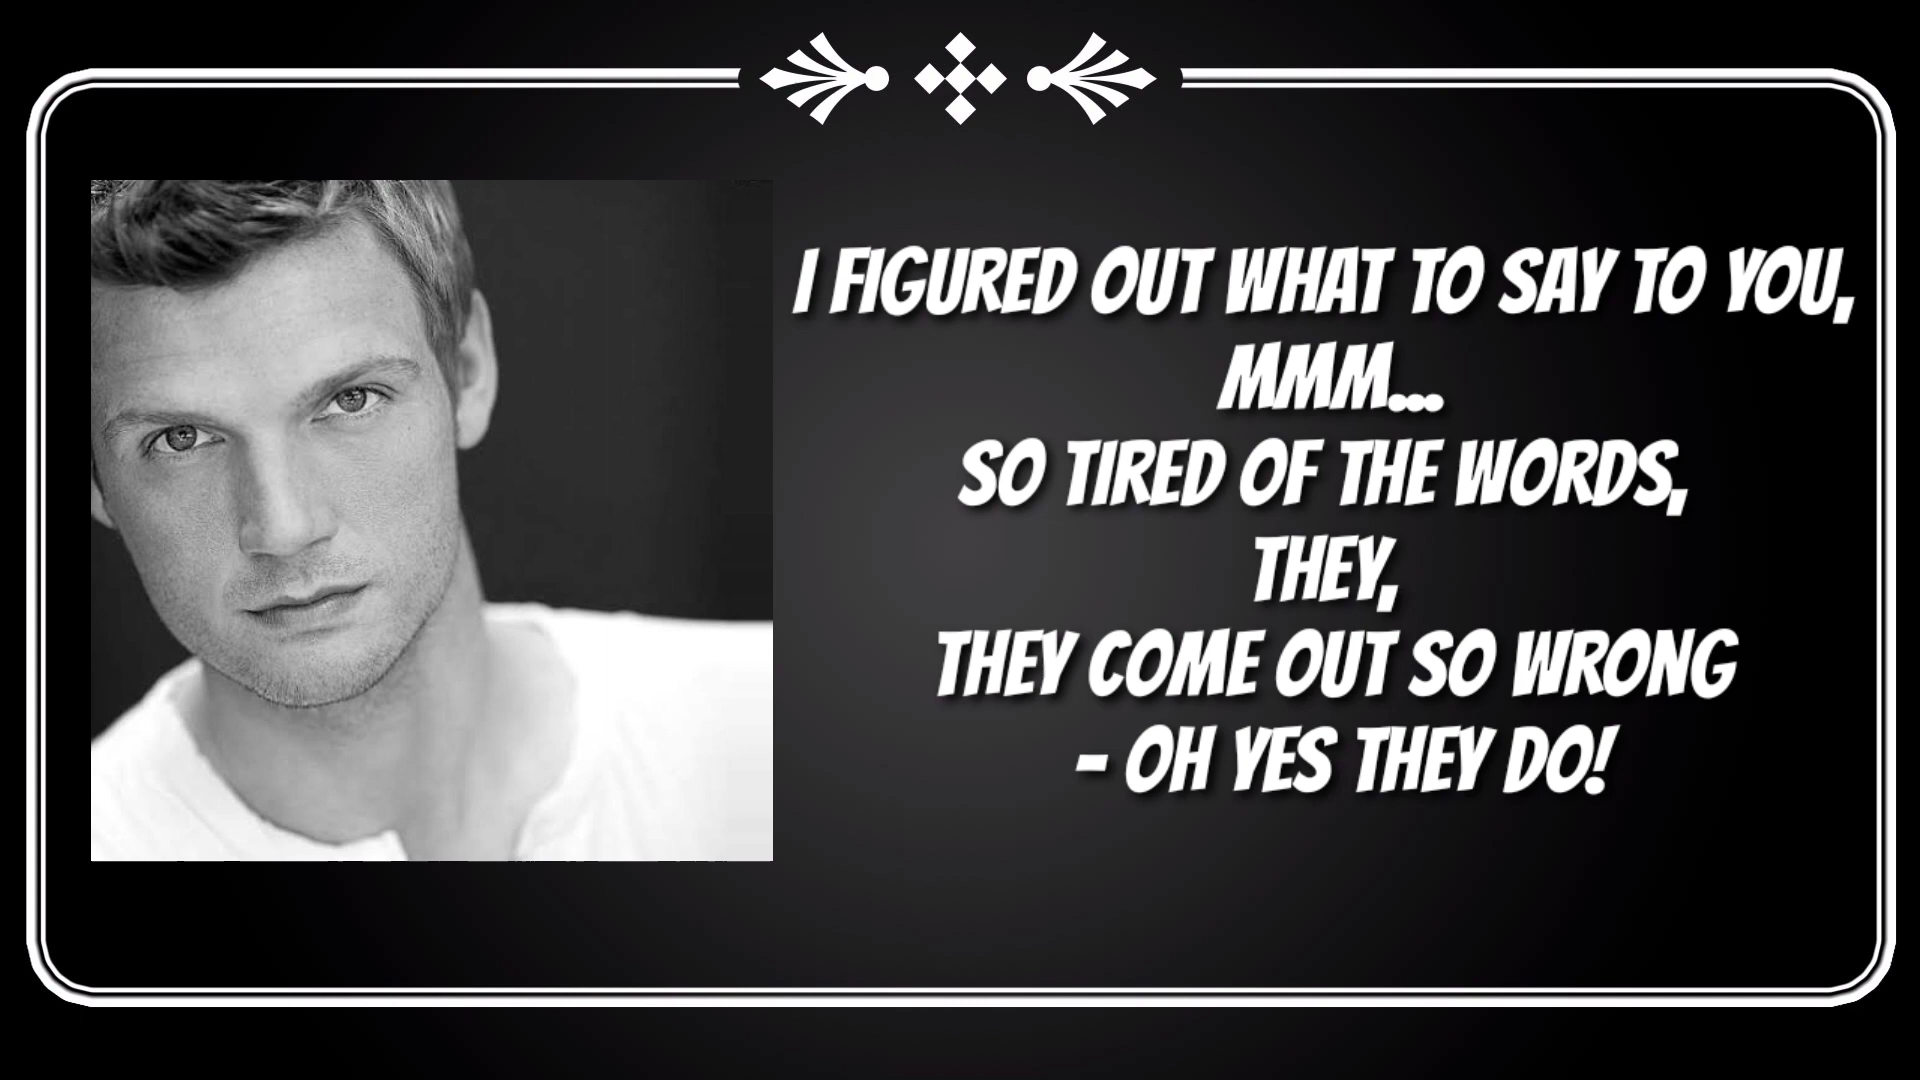 I FIGURED OUT WHAT TO SAY TO YOU,
MMM...
SO TIRED OF THE WORDS,
THEY,
THEY COME OUT SO WRONG
- OH YES THEY DO!